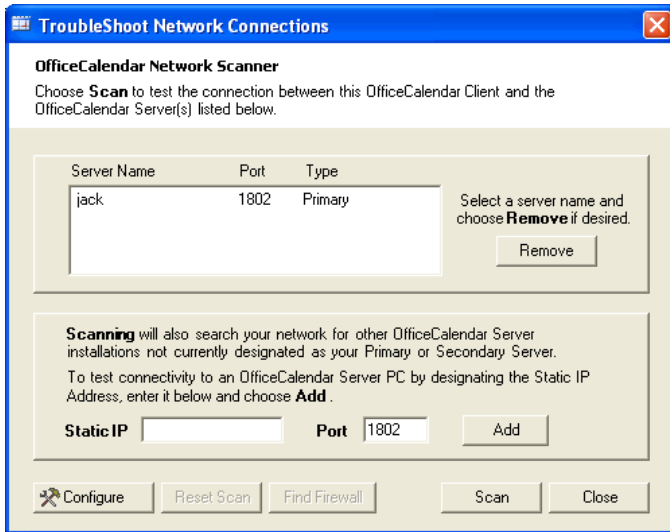 TroubleShoot Network Connections
OfficeCalendar Network Scanner
Choose Scan to test the connection between this OfficeCalendar Client and the
OfficeCalendar Server(s) listed below.
Server Name Port Type
jack 1802 Primary
Select a server name and
choose Remove if desired.
Remove
Scanning will also search your network for other OfficeCalendar Server
installations not currently designated as your Primary or Secondary Server.
To test connectivity to an OfficeCalendar Server PC by designating the Static IP
Address, enter it below and choose Add .
Static IP Port 1802 Add
Configure Reset Scan Find Firewall Scan Close